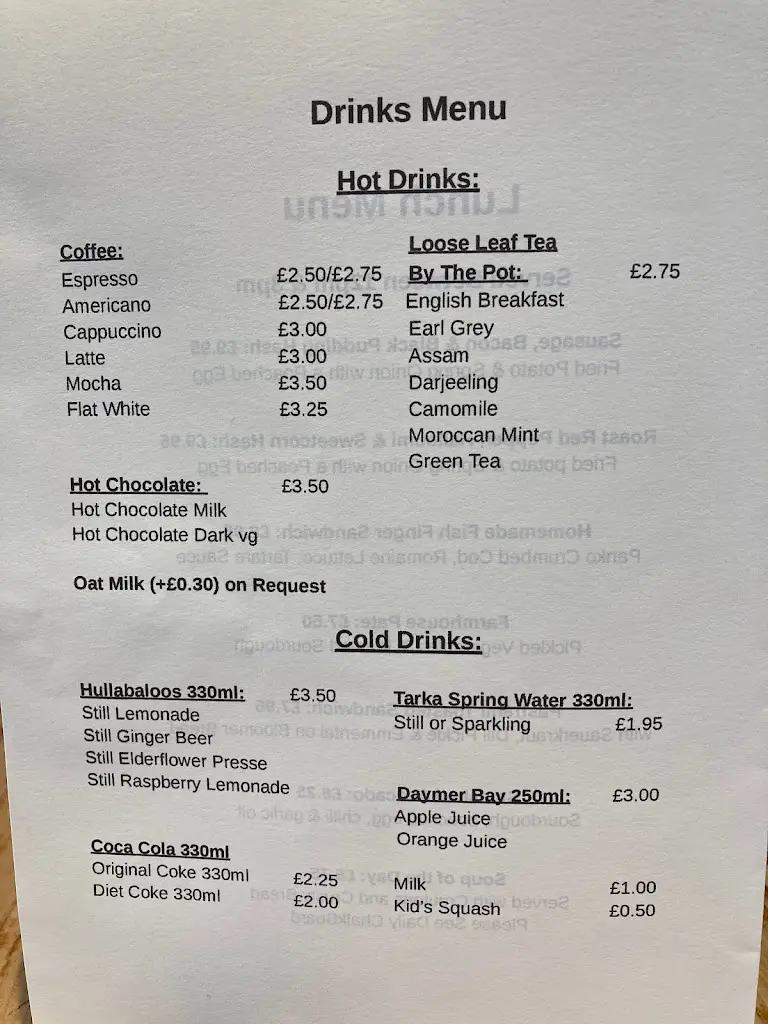 Drinks Menu
Hot Drinks:
Coffee:
Espresso £2.50/£2.75
Americano £2.50/£2.75
Cappuccino £3.00
Latte £3.00
Mocha £3.50
Flat White £3.25
Hot Chocolate: £3.50
Hot Chocolate Milk
Hot Chocolate Dark vg
Oat Milk (+£0.30) on Request
Loose Leaf Tea
By The Pot: £2.75
English Breakfast
Earl Grey
Assam
Darjeeling
Camomile
Moroccan Mint
Green Tea
Cold Drinks:
Hullabaloos 330ml: £3.50
Still Lemonade
Still Ginger Beer
Still Elderflower Presse
Still Raspberry Lemonade
Coca Cola 330ml
Original Coke 330ml £2.25
Diet Coke 330ml £2.00
Tarka Spring Water 330ml:
Still or Sparkling £1.95
Daymer Bay 250ml: £3.00
Apple Juice
Orange Juice
Milk £1.00
Kid's Squash £0.50